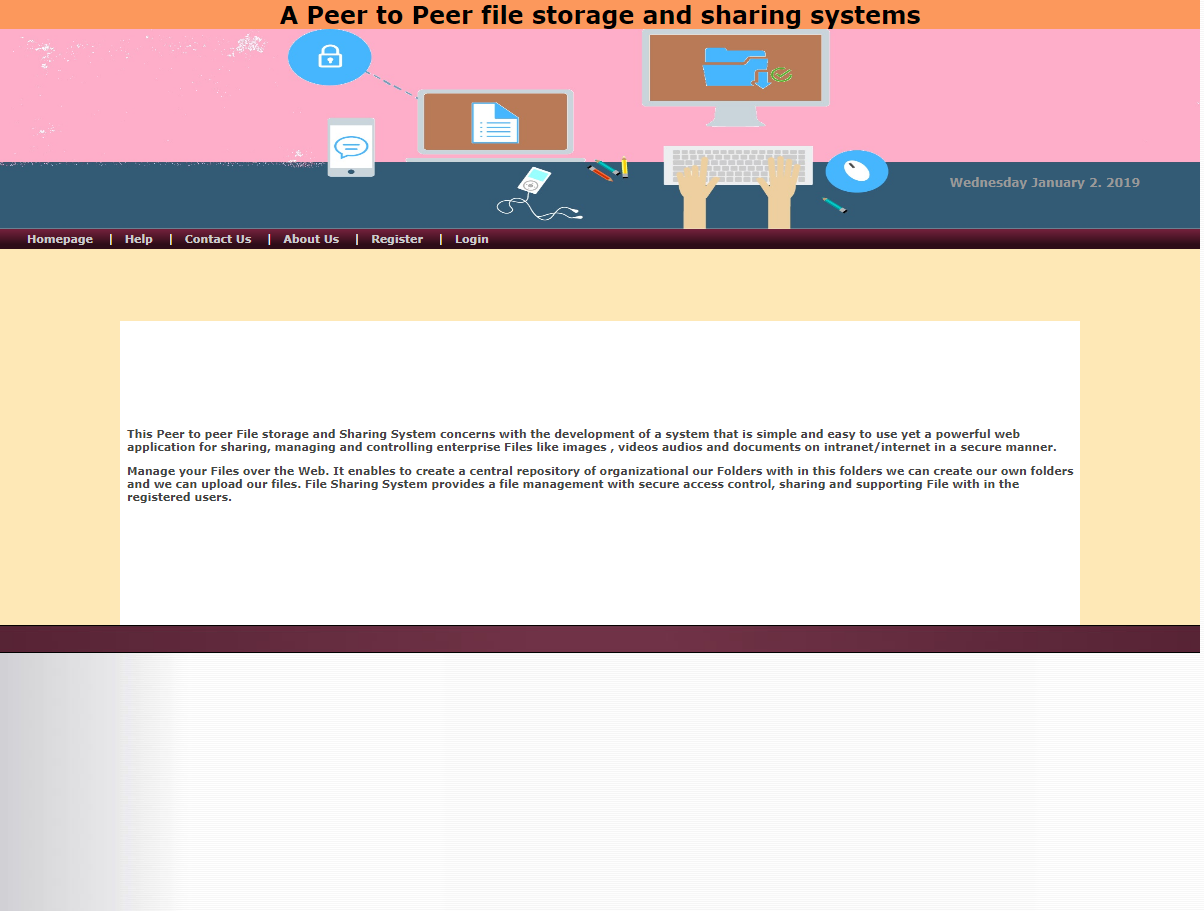 A Peer to Peer file storage and sharing systems
Wednesday January 2. 2019
Homepage | Help | Contact Us | About Us | Register | Login
This Peer to peer File storage and Sharing System concerns with the development of a system that is simple and easy to use yet a powerful web
application for sharing, managing and controlling enterprise Files like images , videos audios and documents on intranet/internet in a secure manner.
Manage your Files over the Web. It enables to create a central repository of organizational our Folders with in this folders we can create our own folders
and we can upload our files. File Sharing System provides a file management with secure access control, sharing and supporting File with in the
registered users.